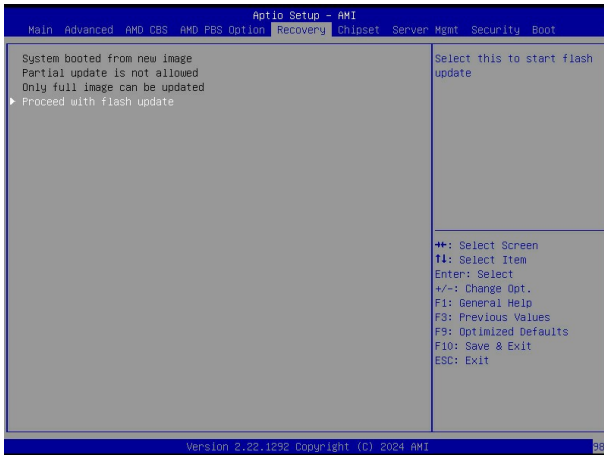 Aptio Setup - AMI
Main Advanced AMD CBS AMD PBS Option Recovery Chipset Server Mgmt Security Boot
System booted from new image
Partial update is not allowed
Only full image can be updated
Proceed with flash update
Select this to start flash
update
→←: Select Screen
↑↓: Select Item
Enter: Select
+/-: Change Opt.
F1: General Help
F3: Previous Values
F9: Optimized Defaults
F10: Save & Exit
ESC: Exit
Version 2.22.1292 Copyright (C) 2024 AMI
98